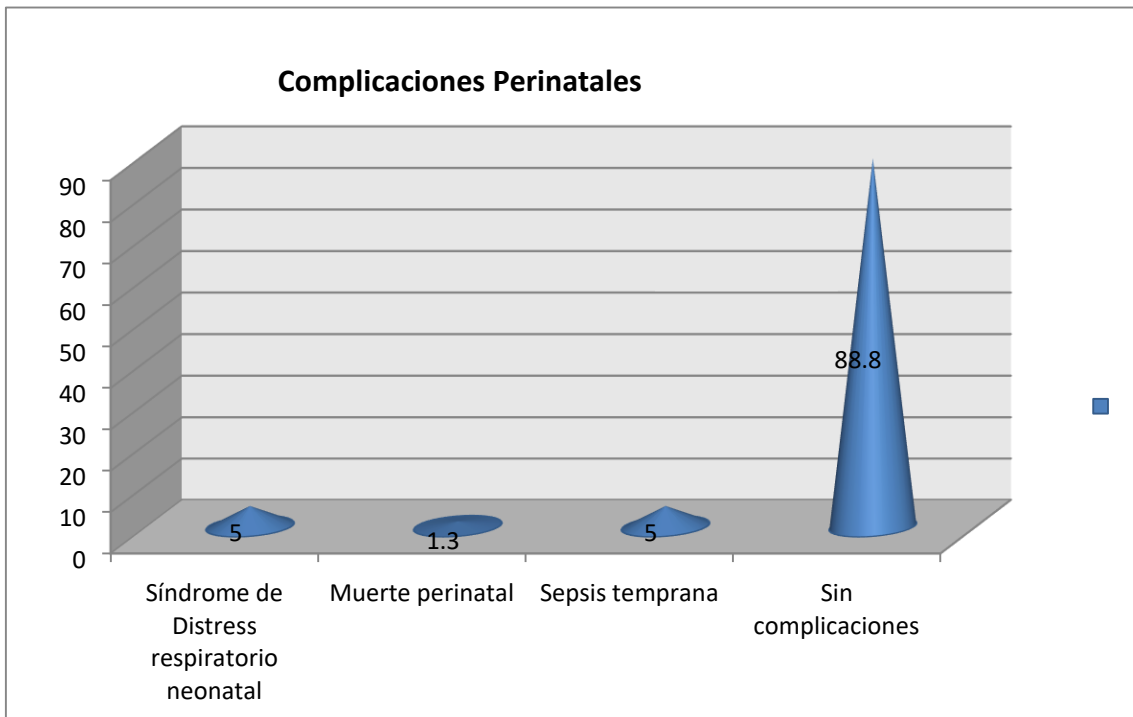 Complicaciones Perinatales
90
80
70
60
50
40
30
20
10
0
88.8
5
1.3
5
Síndrome de
Distress
respiratorio
neonatal
Muerte perinatal
Sepsis temprana
Sin
complicaciones